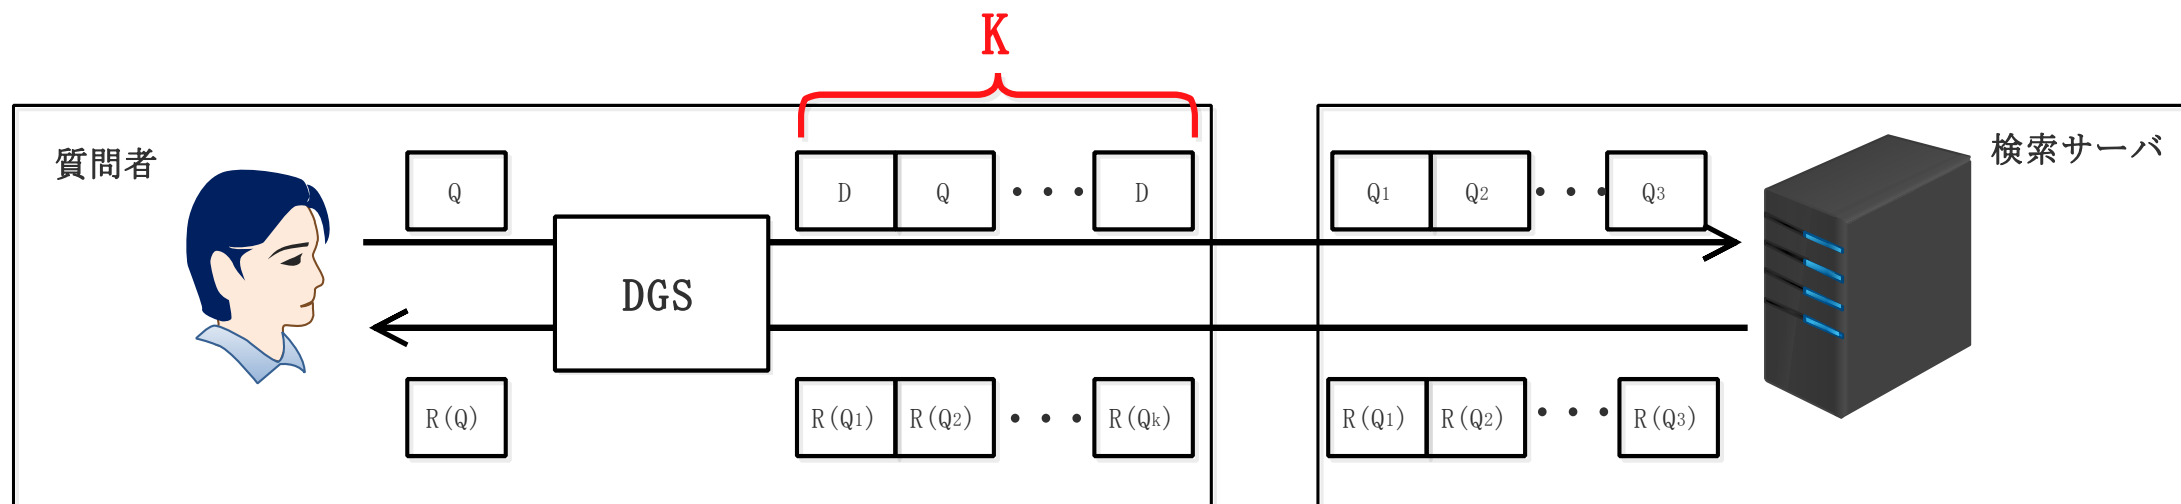 K
質問者
検索サーバ
Q
D Q ・・・ D
Q1 Q2 ・・・ Q3
DGS
R(Q)
R(Q1) R(Q2) ・・・ R(Qk)
R(Q1) R(Q2) ・・・ R(Q3)